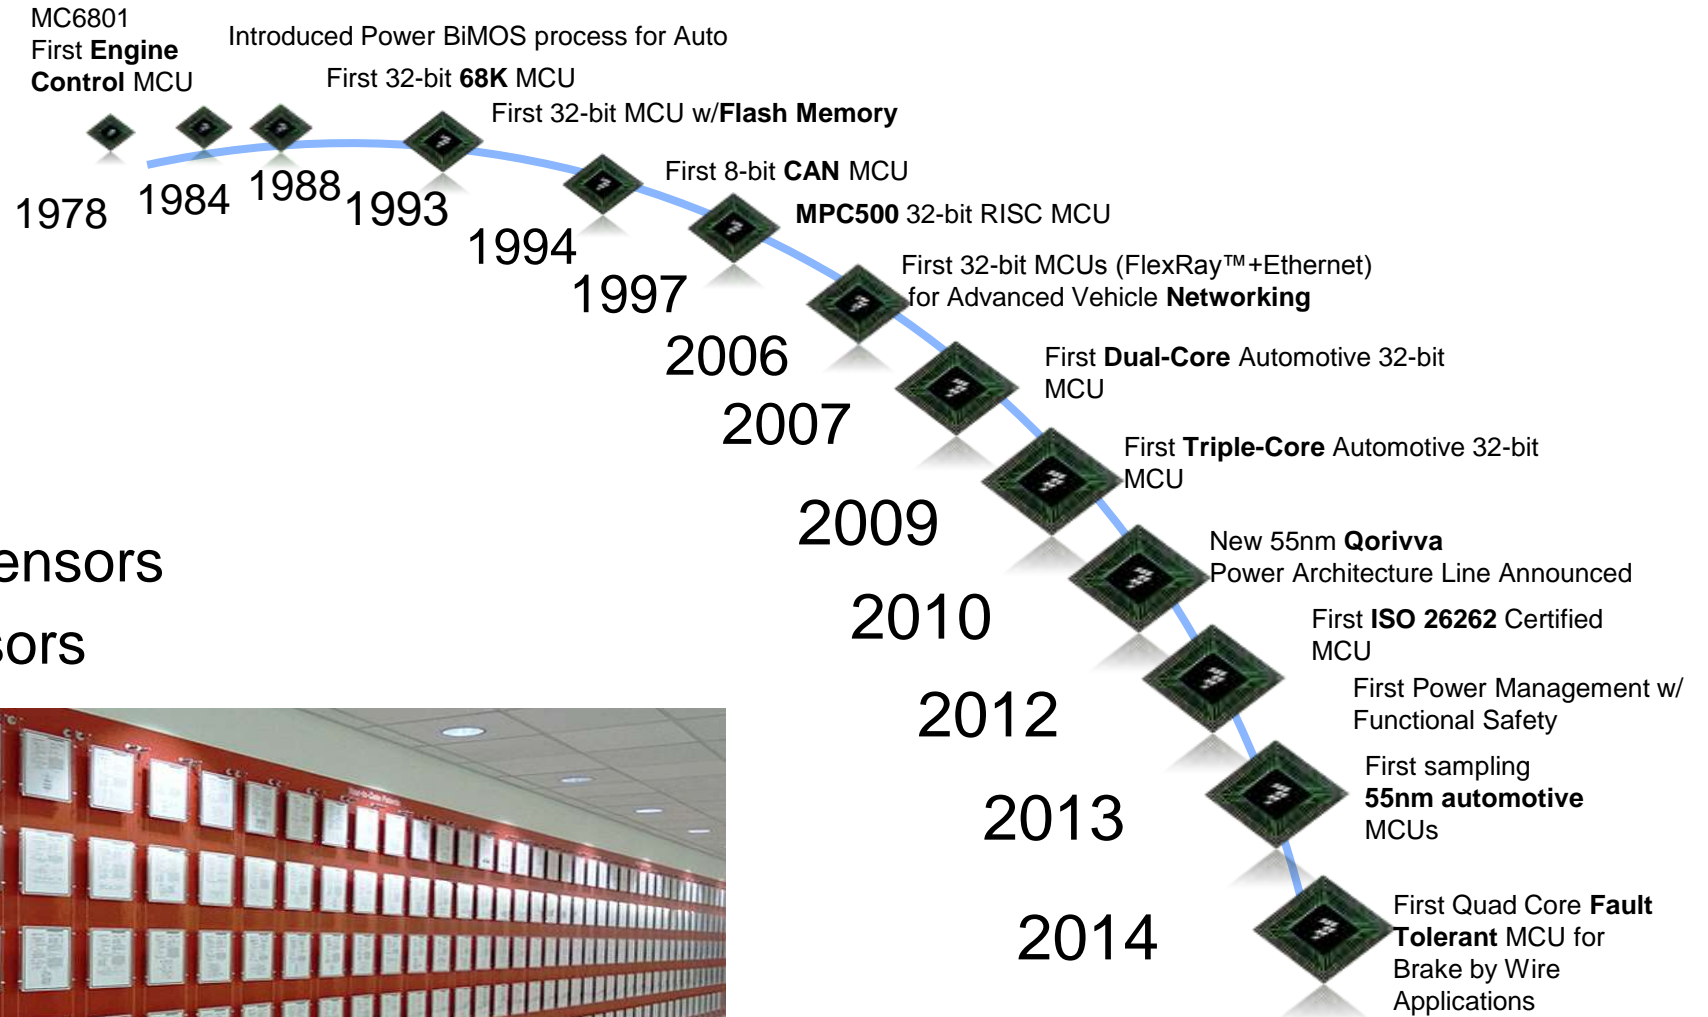 MC6801
First Engine
Control MCU
Introduced Power BiMOS process for Auto
First 32-bit 68K MCU
First 32-bit MCU w/Flash Memory
First 8-bit CAN MCU
MPC500 32-bit RISC MCU
First 32-bit MCUs (FlexRay™+Ethernet)
for Advanced Vehicle Networking
First Dual-Core Automotive 32-bit
MCU
First Triple-Core Automotive 32-bit
MCU
New 55nm Qorivva
Power Architecture Line Announced
First ISO 26262 Certified
MCU
First Power Management w/
Functional Safety
First sampling
55nm automotive
MCUs
First Quad Core Fault
Tolerant MCU for
Brake by Wire
Applications
1978
1984
1988
1993
1994
1997
2006
2007
2009
2010
2012
2013
2014
ensors
sors